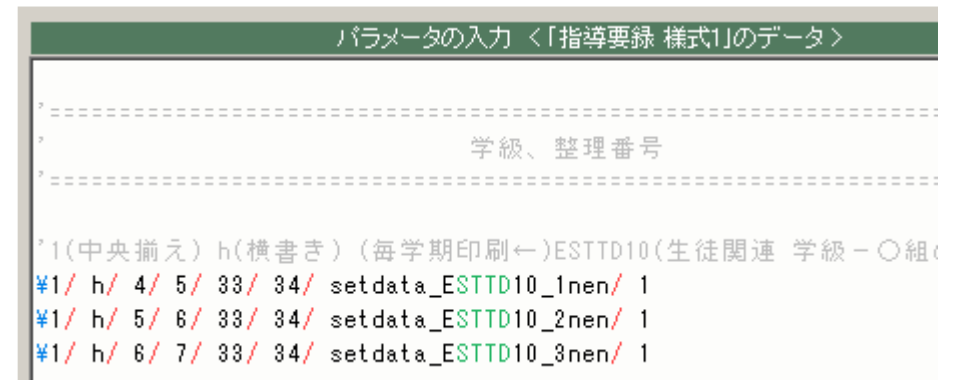 パラメータの入力 <「指導要録 様式1」のデータ>
'================================================
' 学級、整理番号
'================================================
'1(中央揃え) h(横書き) (毎学期印刷←)ESTTD10(生徒関連 学級－〇組
¥1/ h/ 4/ 5/ 33/ 34/ setdata_ESTTD10_1nen/ 1
¥1/ h/ 5/ 6/ 33/ 34/ setdata_ESTTD10_2nen/ 1
¥1/ h/ 6/ 7/ 33/ 34/ setdata_ESTTD10_3nen/ 1